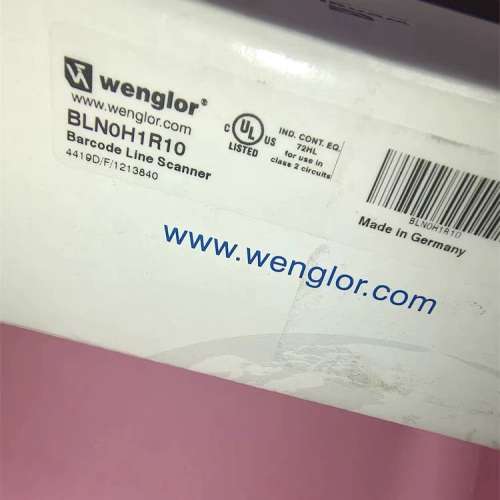 wenglor®
www.wenglor.com
BLN0H1R10
Barcode Line Scanner
4419D/F/1213840
C UL US
LISTED
IND. CONT. EQ.
72HL
for use in
class 2 circuits
BLN0H1R10
Made in Germany
www.wenglor.com